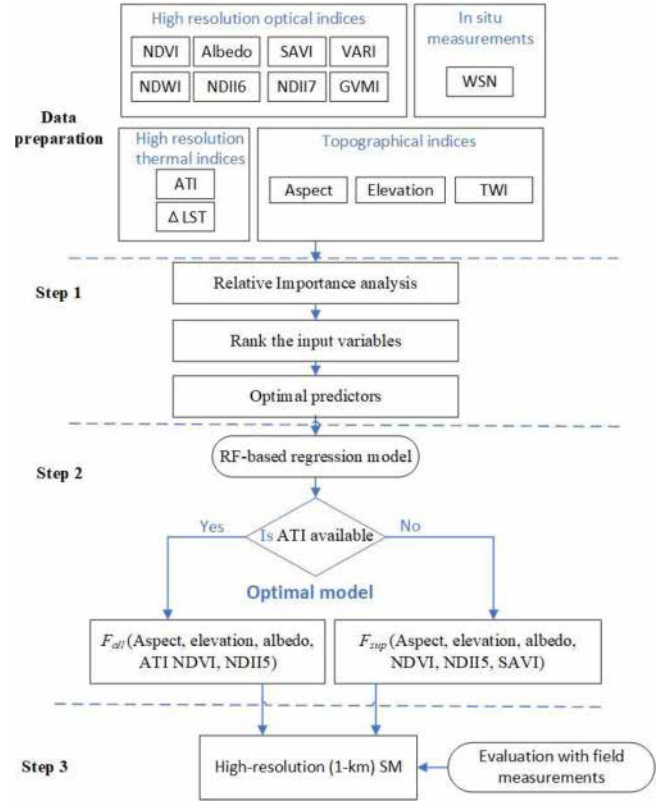 High resolution optical indices
NDVI Albedo SAVI VARI
NDWI NDII6 NDII7 GVMI
In situ
measurements
WSN
Data
preparation
High resolution
thermal indices
ATI
Δ LST
Topographical indices
Aspect Elevation TWI
Step 1
Relative Importance analysis
Rank the input variables
Optimal predictors
Step 2
RF-based regression model
Is ATI available
Yes
No
Optimal model
F_all (Aspect, elevation, albedo,
ATI NDVI, NDII5)
F_sup (Aspect, elevation, albedo,
NDVI, NDII5, SAVI)
Step 3
High-resolution (1-km) SM
Evaluation with field
measurements